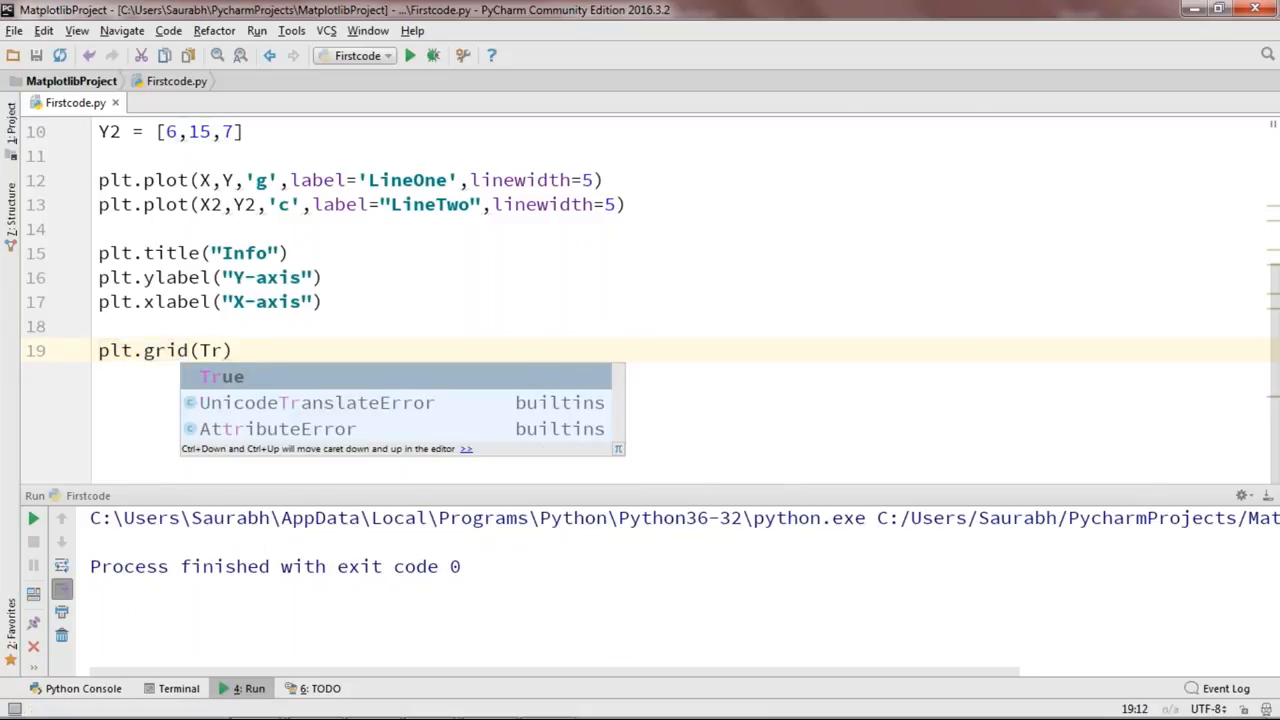 MatplotlibProject - [C:\Users\Saurabh\PycharmProjects\MatplotlibProject] - ...\Firstcode.py - PyCharm Community Edition 2016.3.2
File Edit View Navigate Code Refactor Run Tools VCS Window Help
Firstcode
MatplotlibProject Firstcode.py
Firstcode.py
1: Project
Z: Structure
2: Favorites
10 Y2 = [6,15,7]
11
12 plt.plot(X,Y,'g',label='LineOne',linewidth=5)
13 plt.plot(X2,Y2,'c',label="LineTwo",linewidth=5)
14
15 plt.title("Info")
16 plt.ylabel("Y-axis")
17 plt.xlabel("X-axis")
18
19 plt.grid(Tr)
True
UnicodeTranslateError builtins
AttributeError builtins
Ctrl+Down and Ctrl+Up will move caret down and up in the editor >>
Run Firstcode
C:\Users\Saurabh\AppData\Local\Programs\Python\Python36-32\python.exe C:/Users/Saurabh/PycharmProjects/Mat
Process finished with exit code 0
Python Console Terminal 4: Run 6: TODO Event Log
19:12 n/a UTF-8